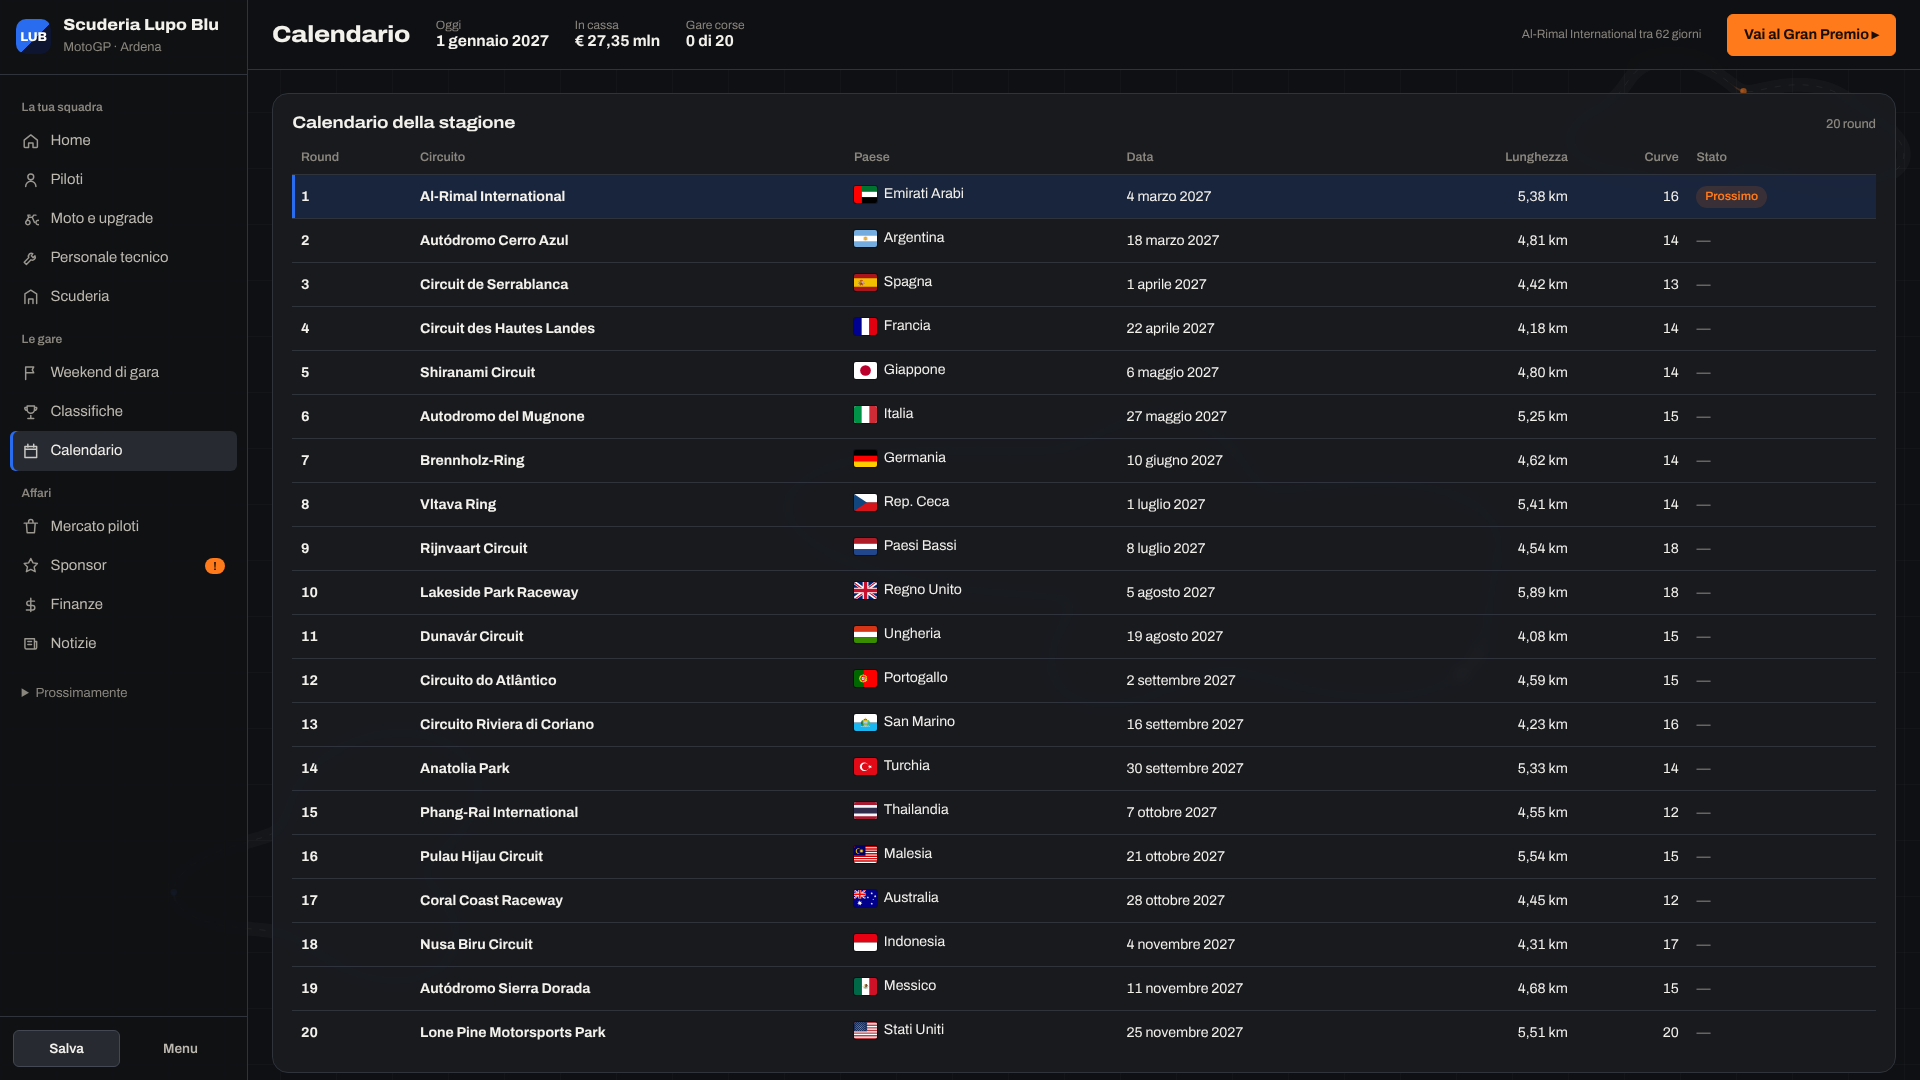 LUB
Scuderia Lupo Blu
MotoGP · Ardena
La tua squadra
Home
Piloti
Moto e upgrade
Personale tecnico
Scuderia
Le gare
Weekend di gara
Classifiche
Calendario
Affari
Mercato piloti
Sponsor !
Finanze
Notizie
Prossimamente
Salva Menu
Calendario
Oggi
1 gennaio 2027
In cassa
€ 27,35 mln
Gare corse
0 di 20
Al-Rimal International tra 62 giorni
Vai al Gran Premio ▸
Calendario della stagione
20 round
Round Circuito Paese Data Lunghezza Curve Stato
1 Al-Rimal International Emirati Arabi 4 marzo 2027 5,38 km 16 Prossimo
2 Autódromo Cerro Azul Argentina 18 marzo 2027 4,81 km 14 —
3 Circuit de Serrablanca Spagna 1 aprile 2027 4,42 km 13 —
4 Circuit des Hautes Landes Francia 22 aprile 2027 4,18 km 14 —
5 Shiranami Circuit Giappone 6 maggio 2027 4,80 km 14 —
6 Autodromo del Mugnone Italia 27 maggio 2027 5,25 km 15 —
7 Brennholz-Ring Germania 10 giugno 2027 4,62 km 14 —
8 Vltava Ring Rep. Ceca 1 luglio 2027 5,41 km 14 —
9 Rijnvaart Circuit Paesi Bassi 8 luglio 2027 4,54 km 18 —
10 Lakeside Park Raceway Regno Unito 5 agosto 2027 5,89 km 18 —
11 Dunavár Circuit Ungheria 19 agosto 2027 4,08 km 15 —
12 Circuito do Atlântico Portogallo 2 settembre 2027 4,59 km 15 —
13 Circuito Riviera di Coriano San Marino 16 settembre 2027 4,23 km 16 —
14 Anatolia Park Turchia 30 settembre 2027 5,33 km 14 —
15 Phang-Rai International Thailandia 7 ottobre 2027 4,55 km 12 —
16 Pulau Hijau Circuit Malesia 21 ottobre 2027 5,54 km 15 —
17 Coral Coast Raceway Australia 28 ottobre 2027 4,45 km 12 —
18 Nusa Biru Circuit Indonesia 4 novembre 2027 4,31 km 17 —
19 Autódromo Sierra Dorada Messico 11 novembre 2027 4,68 km 15 —
20 Lone Pine Motorsports Park Stati Uniti 25 novembre 2027 5,51 km 20 —